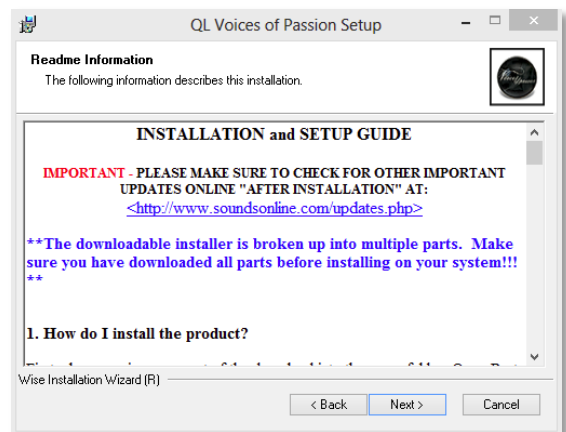 QL Voices of Passion Setup
Readme Information
The following information describes this installation.
INSTALLATION and SETUP GUIDE
IMPORTANT - PLEASE MAKE SURE TO CHECK FOR OTHER IMPORTANT
UPDATES ONLINE "AFTER INSTALLATION" AT:
<http://www.soundsonline.com/updates.php>
**The downloadable installer is broken up into multiple parts. Make
sure you have downloaded all parts before installing on your system!!!
**
1. How do I install the product?
Wise Installation Wizard (R)
< Back Next > Cancel